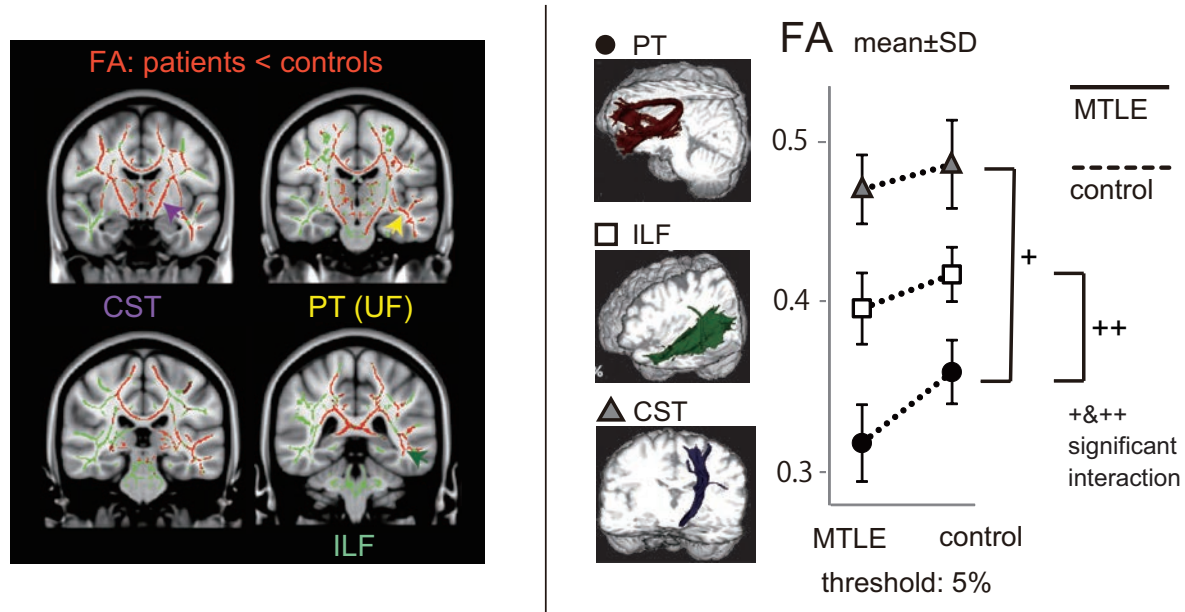 FA: patients < controls
CST
PT (UF)
ILF
PT
ILF
%
CST
FA mean±SD
0.5
0.4
0.3
MTLE
control
+
++
+&++
significant
interaction
MTLE
control
threshold: 5%